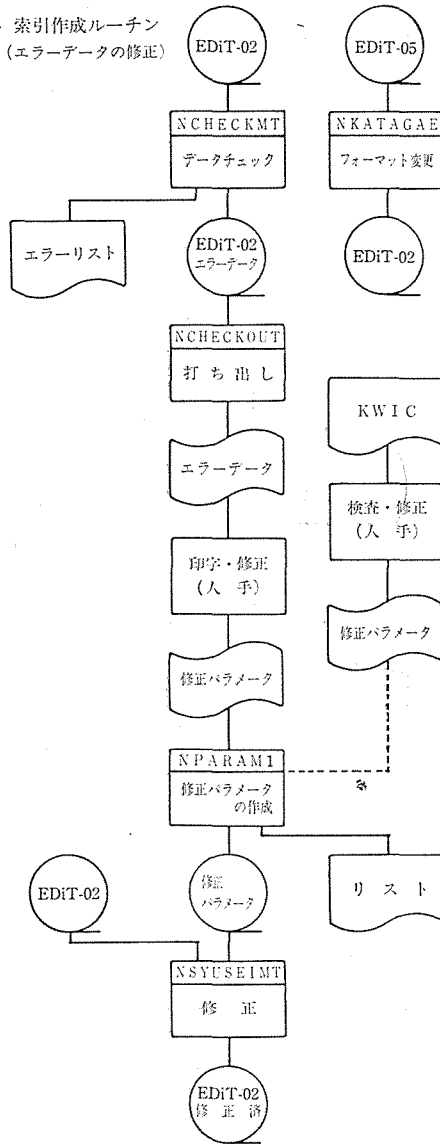 索引作成ルーチン
(エラーデータの修正)
EDiT-02
NCHECKMT
データチェック
エラーリスト
EDiT-02
エラーデータ
NCHECKOUT
打ち出し
エラーデータ
印字・修正
(人 手)
修正パラメータ
NPARAM1
修正パラメータ
の作成
リスト
EDiT-02
修正
パラメータ
NSYUSEIMT
修 正
EDiT-02
修 正 済
EDiT-05
NKATAGAE
フォーマット変更
EDiT-02
KWIC
検査・修正
(人 手)
修正パラメータ